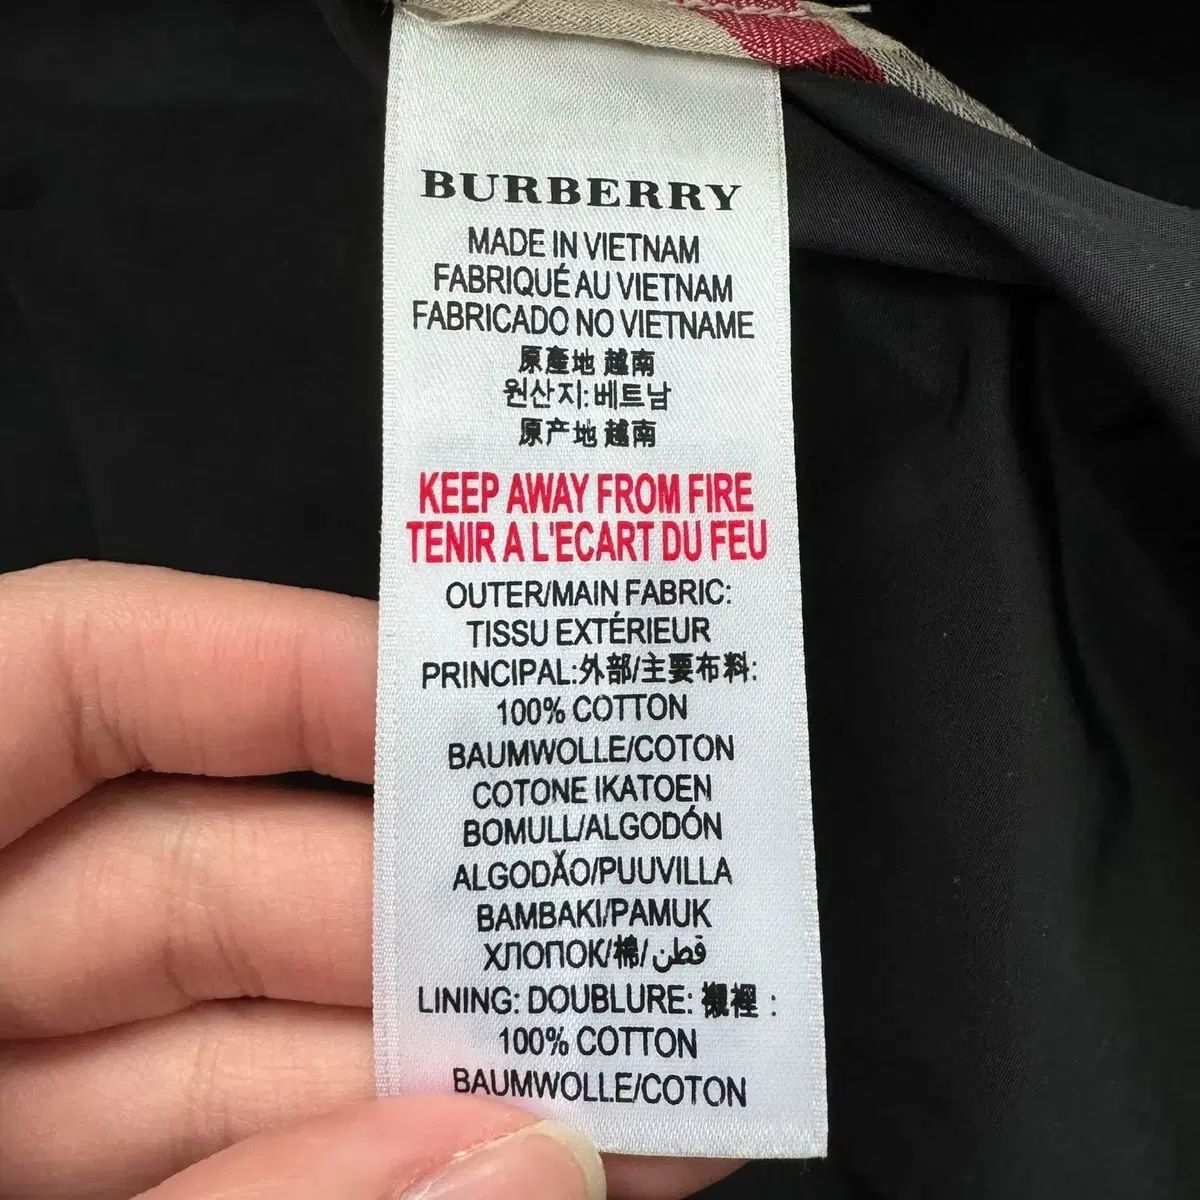 BURBERRY
MADE IN VIETNAM
FABRIQUÉ AU VIETNAM
FABRICADO NO VIETNAME
原產地 越南
원산지: 베트남
原产地 越南
KEEP AWAY FROM FIRE
TENIR A L'ECART DU FEU
OUTER/MAIN FABRIC:
TISSU EXTÉRIEUR
PRINCIPAL:外部/主要布料:
100% COTTON
BAUMWOLLE/COTON
COTONE IKATOEN
BOMULL/ALGODÓN
ALGODÃO/PUUVILLA
BAMBAKI/PAMUK
ХЛОПОК/棉/قطن
LINING: DOUBLURE: 襯裡 :
100% COTTON
BAUMWOLLE/COTON